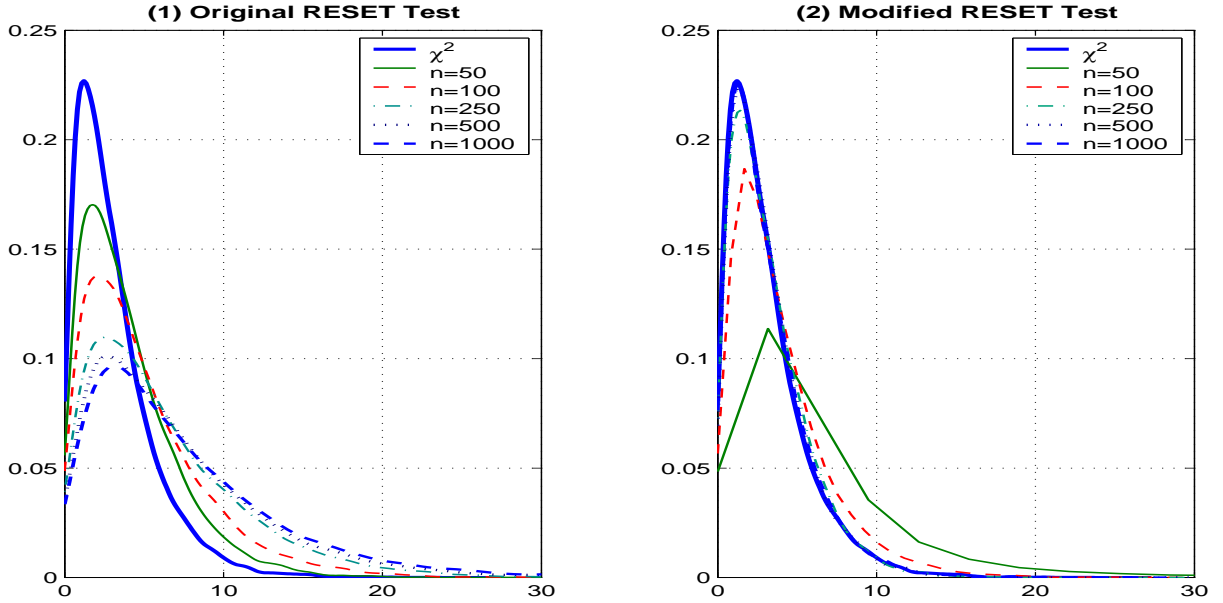 (1) Original RESET Test
0.25
0.2
0.15
0.1
0.05
0
0
10
20
30
χ²
n=50
n=100
n=250
n=500
n=1000
(2) Modified RESET Test
0.25
0.2
0.15
0.1
0.05
0
0
10
20
30
χ²
n=50
n=100
n=250
n=500
n=1000